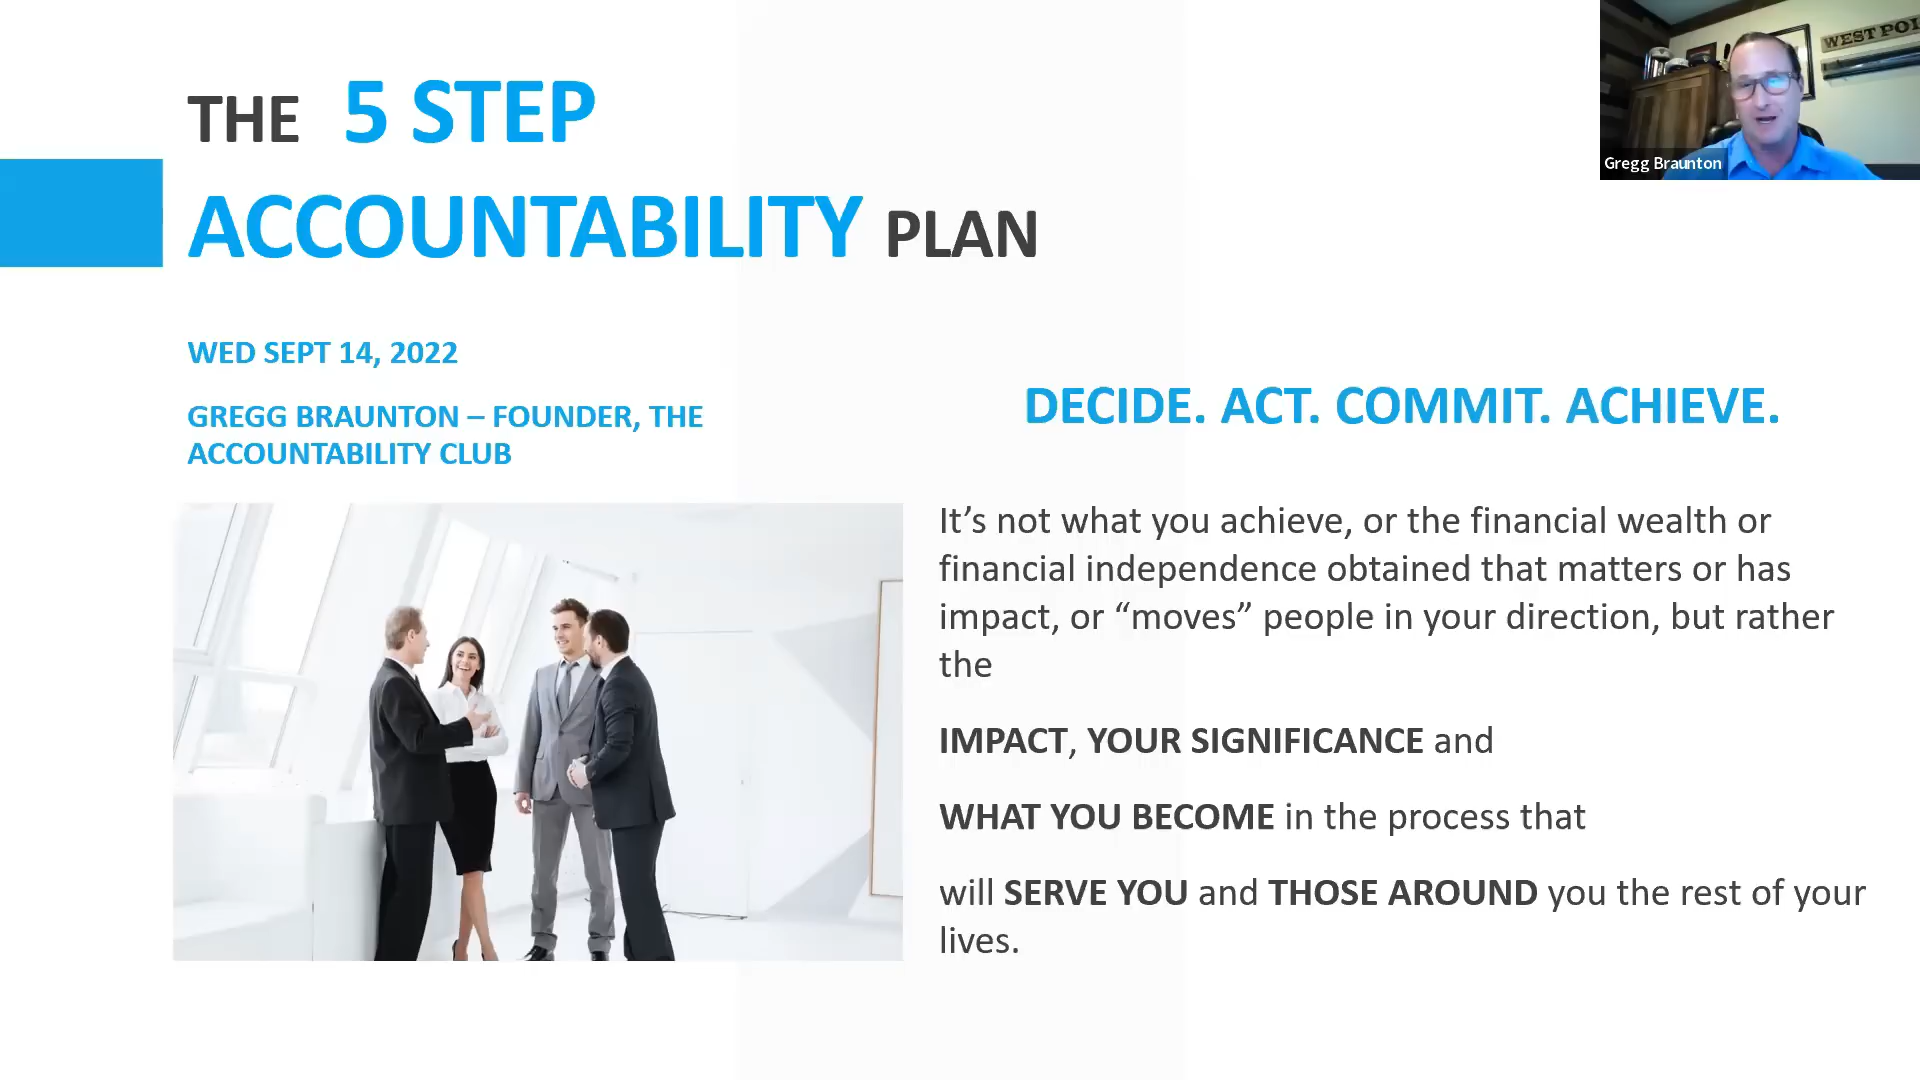 THE 5 STEP
ACCOUNTABILITY PLAN
WED SEPT 14, 2022
GREGG BRAUNTON – FOUNDER, THE
ACCOUNTABILITY CLUB
DECIDE. ACT. COMMIT. ACHIEVE.
It’s not what you achieve, or the financial wealth or
financial independence obtained that matters or has
impact, or “moves” people in your direction, but rather
the
IMPACT, YOUR SIGNIFICANCE and
WHAT YOU BECOME in the process that
will SERVE YOU and THOSE AROUND you the rest of your
lives.
WEST POI
Gregg Braunton